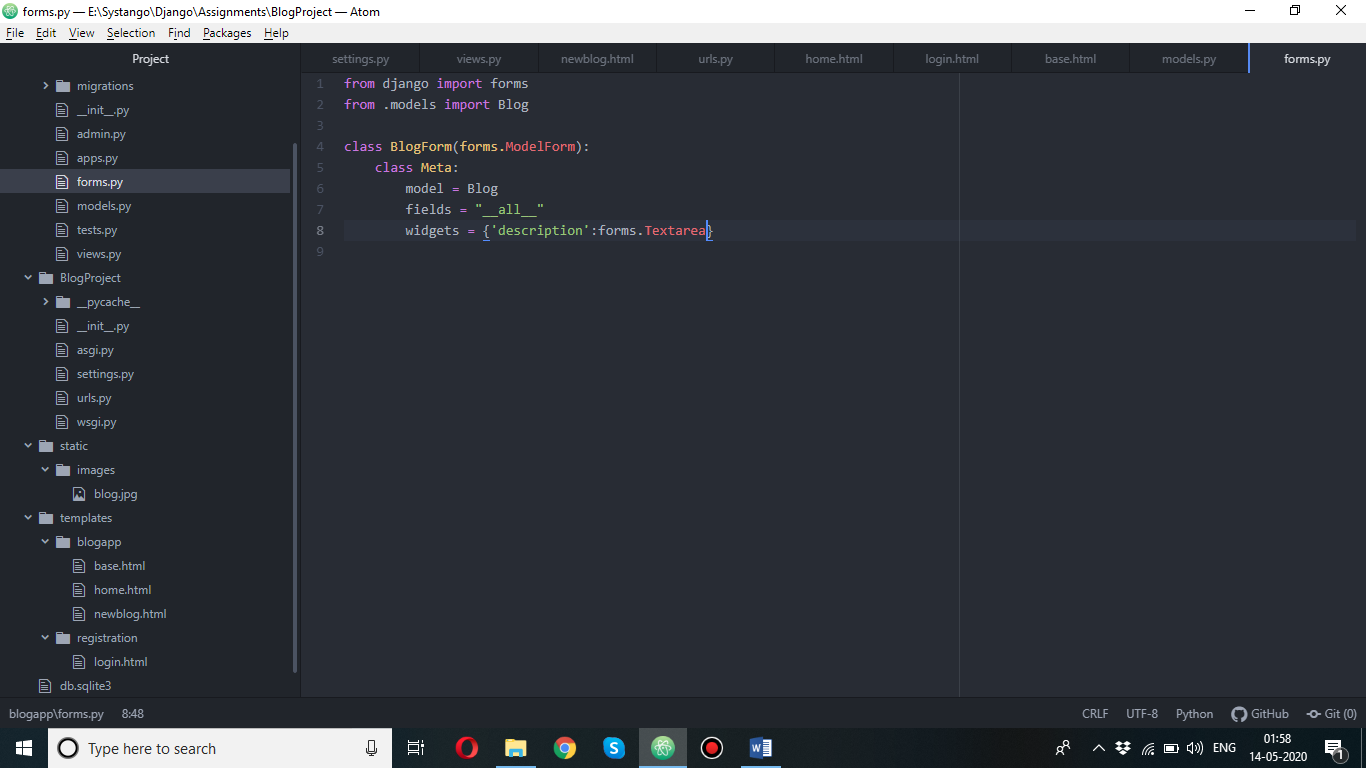 forms.py — E:\Systango\Django\Assignments\BlogProject — Atom
File Edit View Selection Find Packages Help
Project
settings.py views.py newblog.html urls.py home.html login.html base.html models.py forms.py
migrations
__init__.py
admin.py
apps.py
forms.py
models.py
tests.py
views.py
BlogProject
__pycache__
__init__.py
asgi.py
settings.py
urls.py
wsgi.py
static
images
blog.jpg
templates
blogapp
base.html
home.html
newblog.html
registration
login.html
db.sqlite3
1 from django import forms
2 from .models import Blog
3
4 class BlogForm(forms.ModelForm):
5     class Meta:
6         model = Blog
7         fields = "__all__"
8         widgets = {'description':forms.Textarea}
9
blogapp\forms.py 8:48 CRLF UTF-8 Python GitHub Git (0)
Type here to search
ENG
01:58
14-05-2020
1